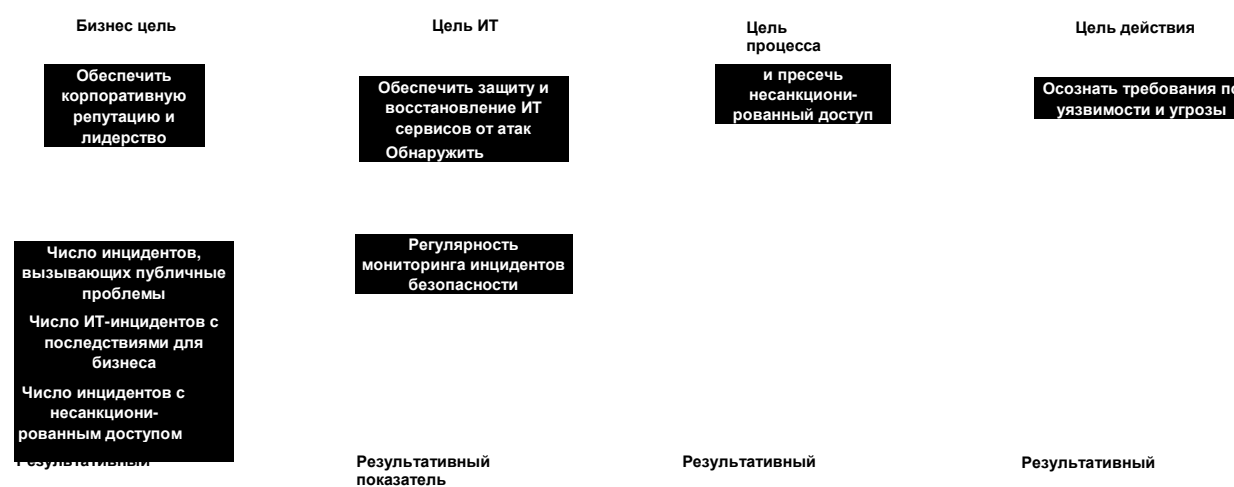 Бизнес цель
Цель ИТ
Цель
процесса
Цель действия
Обеспечить
корпоративную
репутацию и
лидерство
Обеспечить защиту и
восстановление ИТ
сервисов от атак
Обнаружить
и пресечь
несанкциони-
рованный доступ
Осознать требования по
уязвимости и угрозы
Число инцидентов,
вызывающих публичные
проблемы
Число ИТ-инцидентов с
последствиями для
бизнеса
Число инцидентов с
несанкциони-
рованным доступом
Регулярность
мониторинга инцидентов
безопасности
Результативный
Результативный
показатель
Результативный
Результативный